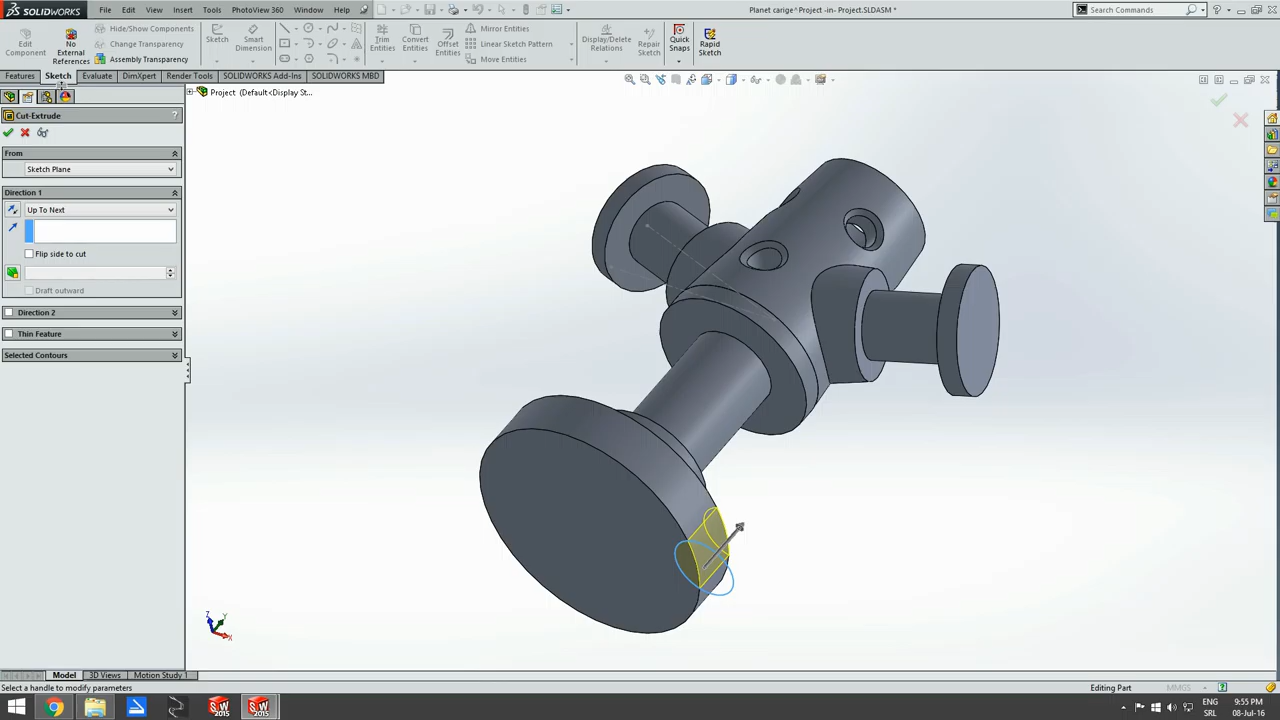 SOLIDWORKS
File Edit View Insert Tools PhotoView 360 Window Help
Planet carige^ Project -in- Project.SLDASM *
Search Commands
Edit Component
No External References
Hide/Show Components
Change Transparency
Assembly Transparency
Sketch
Smart Dimension
Trim Entities
Convert Entities
Offset Entities
Mirror Entities
Linear Sketch Pattern
Move Entities
Display/Delete Relations
Repair Sketch
Quick Snaps
Rapid Sketch
Features Sketch Evaluate DimXpert Render Tools SOLIDWORKS Add-Ins SOLIDWORKS MBD
Project (Default<Display St...
Cut-Extrude ?
From
Sketch Plane
Direction 1
Up To Next
Flip side to cut
Draft outward
Direction 2
Thin Feature
Selected Contours
Z Y X
Model 3D Views Motion Study 1
Select a handle to modify parameters
Editing Part MMGS
SW 2015 SW 2015
ENG 9:55 PM
SRL 08-Jul-16